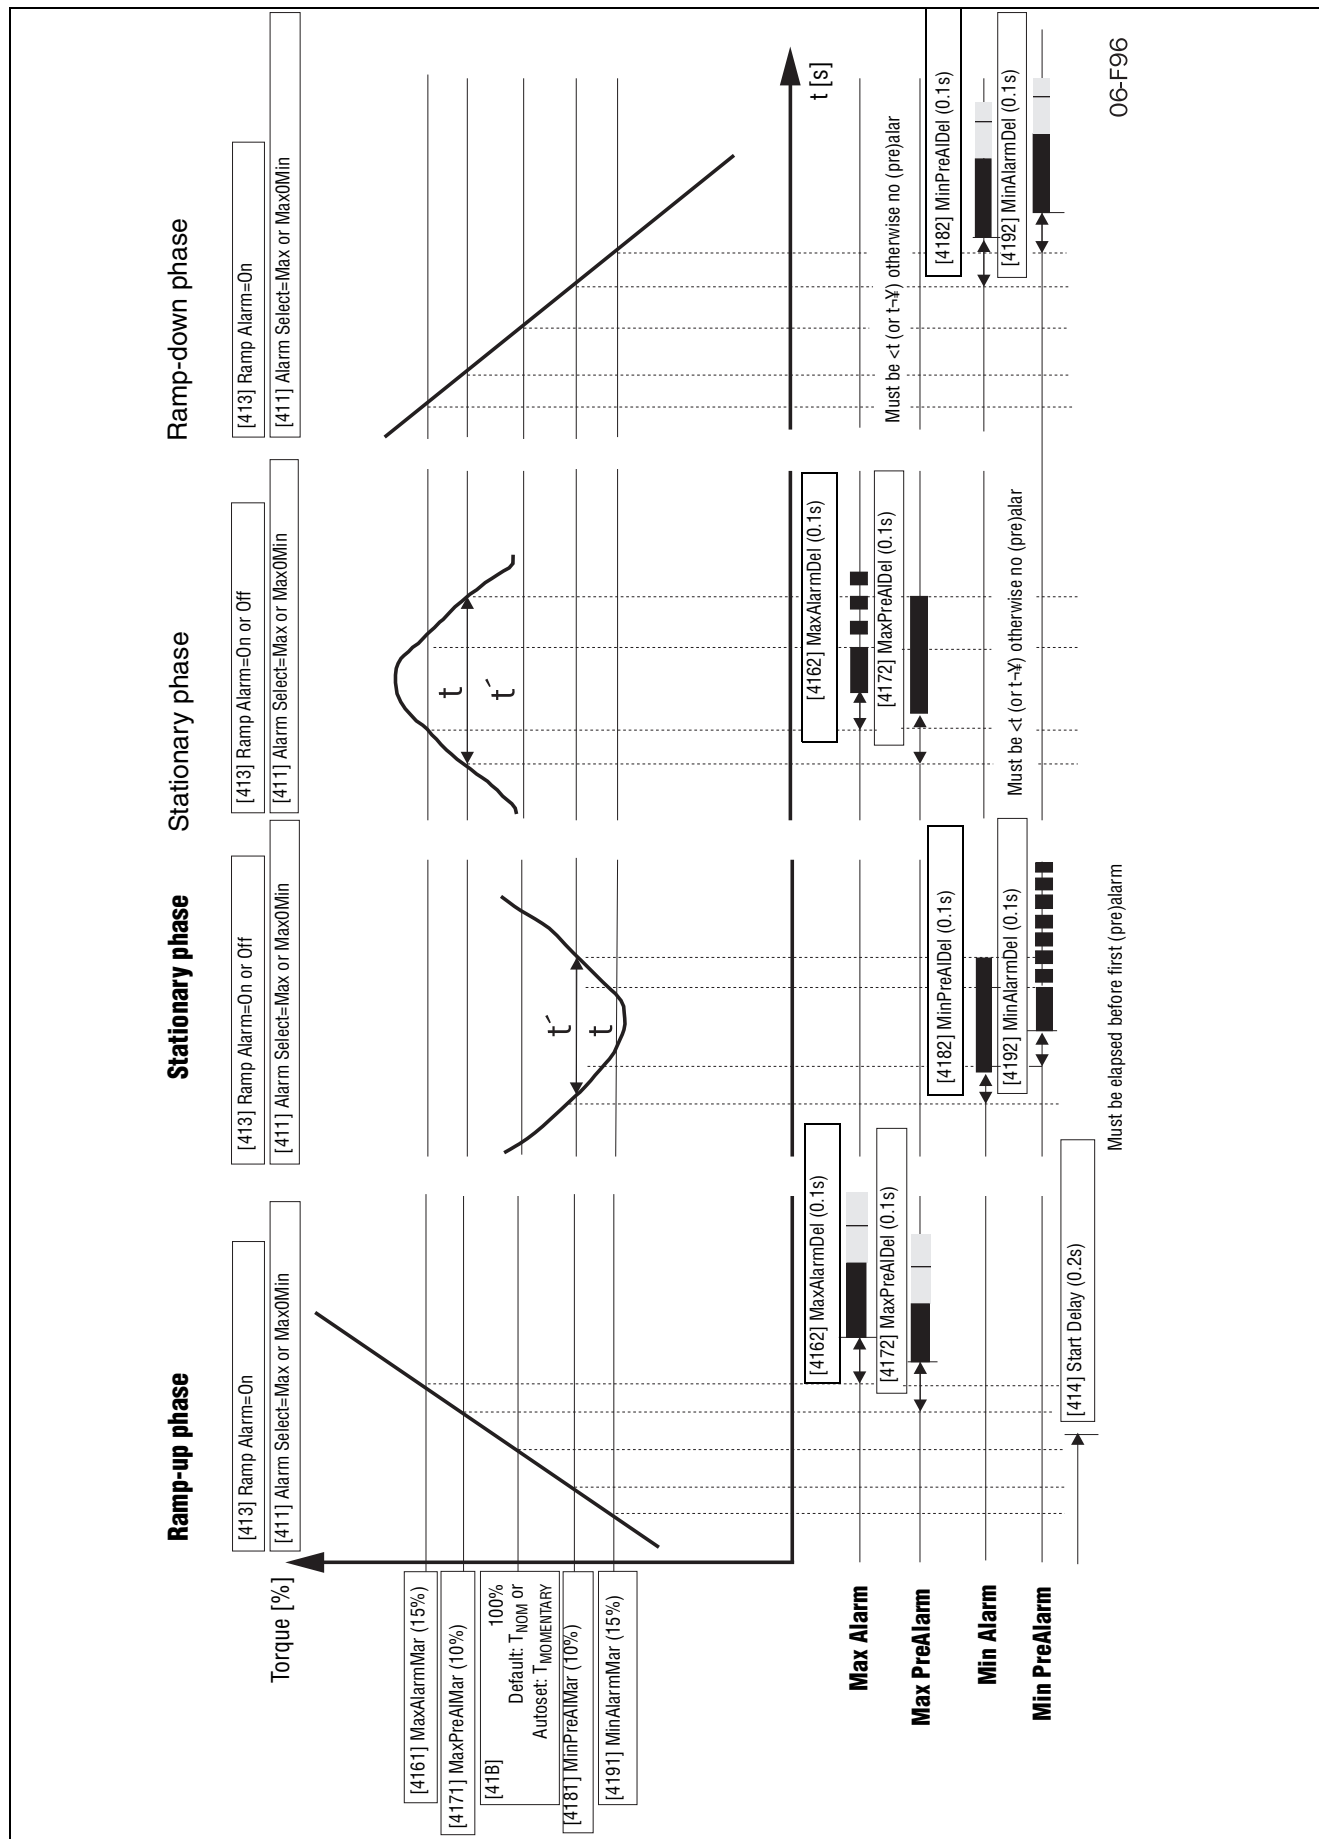 Ramp-up phase
Stationary phase
Stationary phase
Ramp-down phase
[413] Ramp Alarm=On
[411] Alarm Select=Max or Max0Min
[413] Ramp Alarm=On or Off
[411] Alarm Select=Max or Max0Min
[413] Ramp Alarm=On or Off
[411] Alarm Select=Max or Max0Min
[413] Ramp Alarm=On
[411] Alarm Select=Max or Max0Min
Torque [%]
[4161] MaxAlarmMar (15%)
[4171] MaxPreAlMar (10%)
[41B]
100%
Default: TNOM or
Autoset: TMOMENTARY
[4181] MinPreAlMar (10%)
[4191] MinAlarmMar (15%)
t´
t
t
t´
t [s]
Max Alarm
Max PreAlarm
Min Alarm
Min PreAlarm
[4162] MaxAlarmDel (0.1s)
[4172] MaxPreAlDel (0.1s)
[414] Start Delay (0.2s)
[4182] MinPreAlDel (0.1s)
[4192] MinAlarmDel (0.1s)
Must be elapsed before first (pre)alarm
[4162] MaxAlarmDel (0.1s)
[4172] MaxPreAlDel (0.1s)
Must be <t (or t¬¥) otherwise no (pre)alar
Must be <t (or t¬¥) otherwise no (pre)alar
[4182] MinPreAlDel (0.1s)
[4192] MinAlarmDel (0.1s)
06-F96